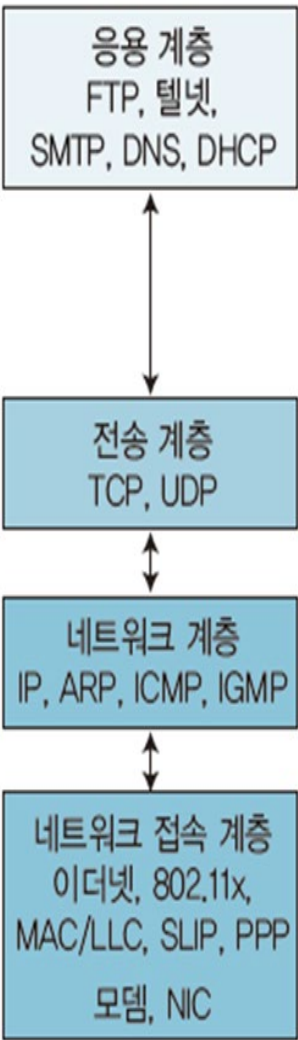 응용 계층
FTP, 텔넷,
SMTP, DNS, DHCP
전송 계층
TCP, UDP
네트워크 계층
IP, ARP, ICMP, IGMP
네트워크 접속 계층
이더넷, 802.11x,
MAC/LLC, SLIP, PPP
모뎀, NIC